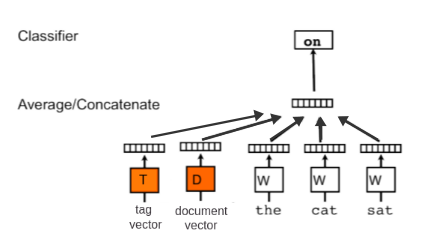 Classifier
on
Average/Concatenate
T D W W W
tag document the cat sat
vector vector